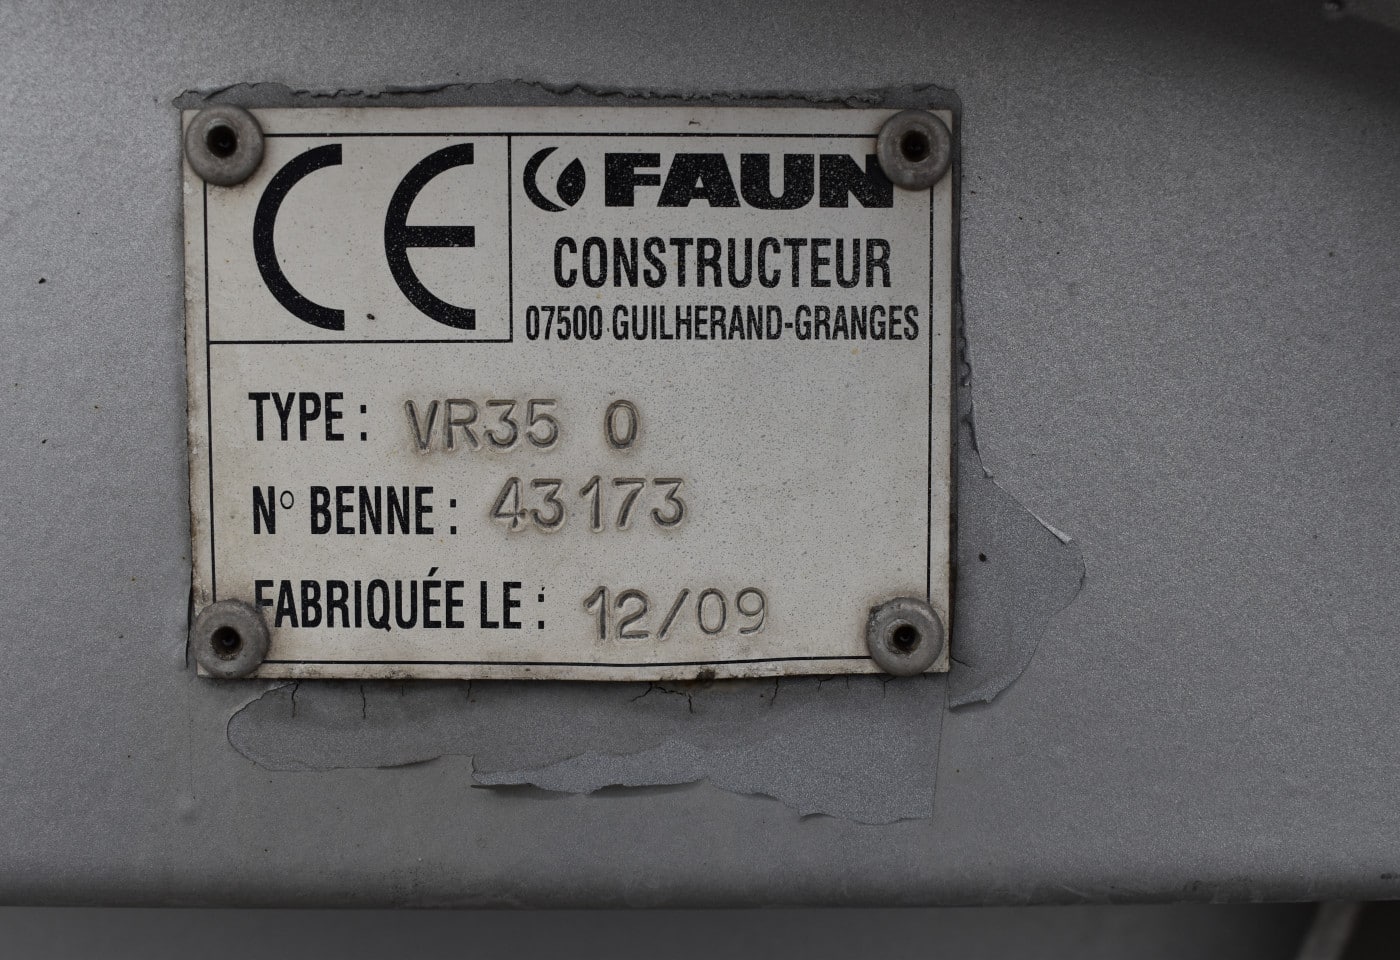 CE
FAUN
CONSTRUCTEUR
07500 GUILHERAND-GRANGES
TYPE : VR35 0
N° BENNE : 43173
FABRIQUÉE LE : 12/09